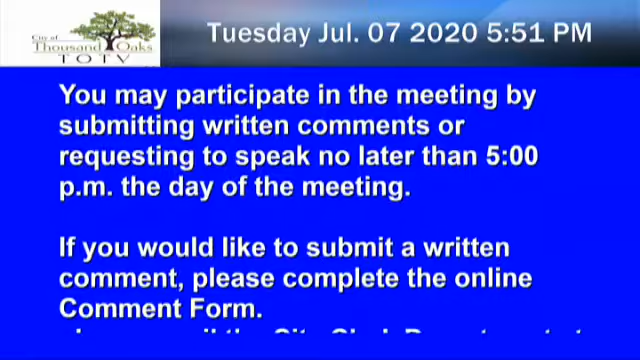 City of
Thousand Oaks
TOTV
Tuesday Jul. 07 2020 5:51 PM
You may participate in the meeting by
submitting written comments or
requesting to speak no later than 5:00
p.m. the day of the meeting.
If you would like to submit a written
comment, please complete the online
Comment Form.